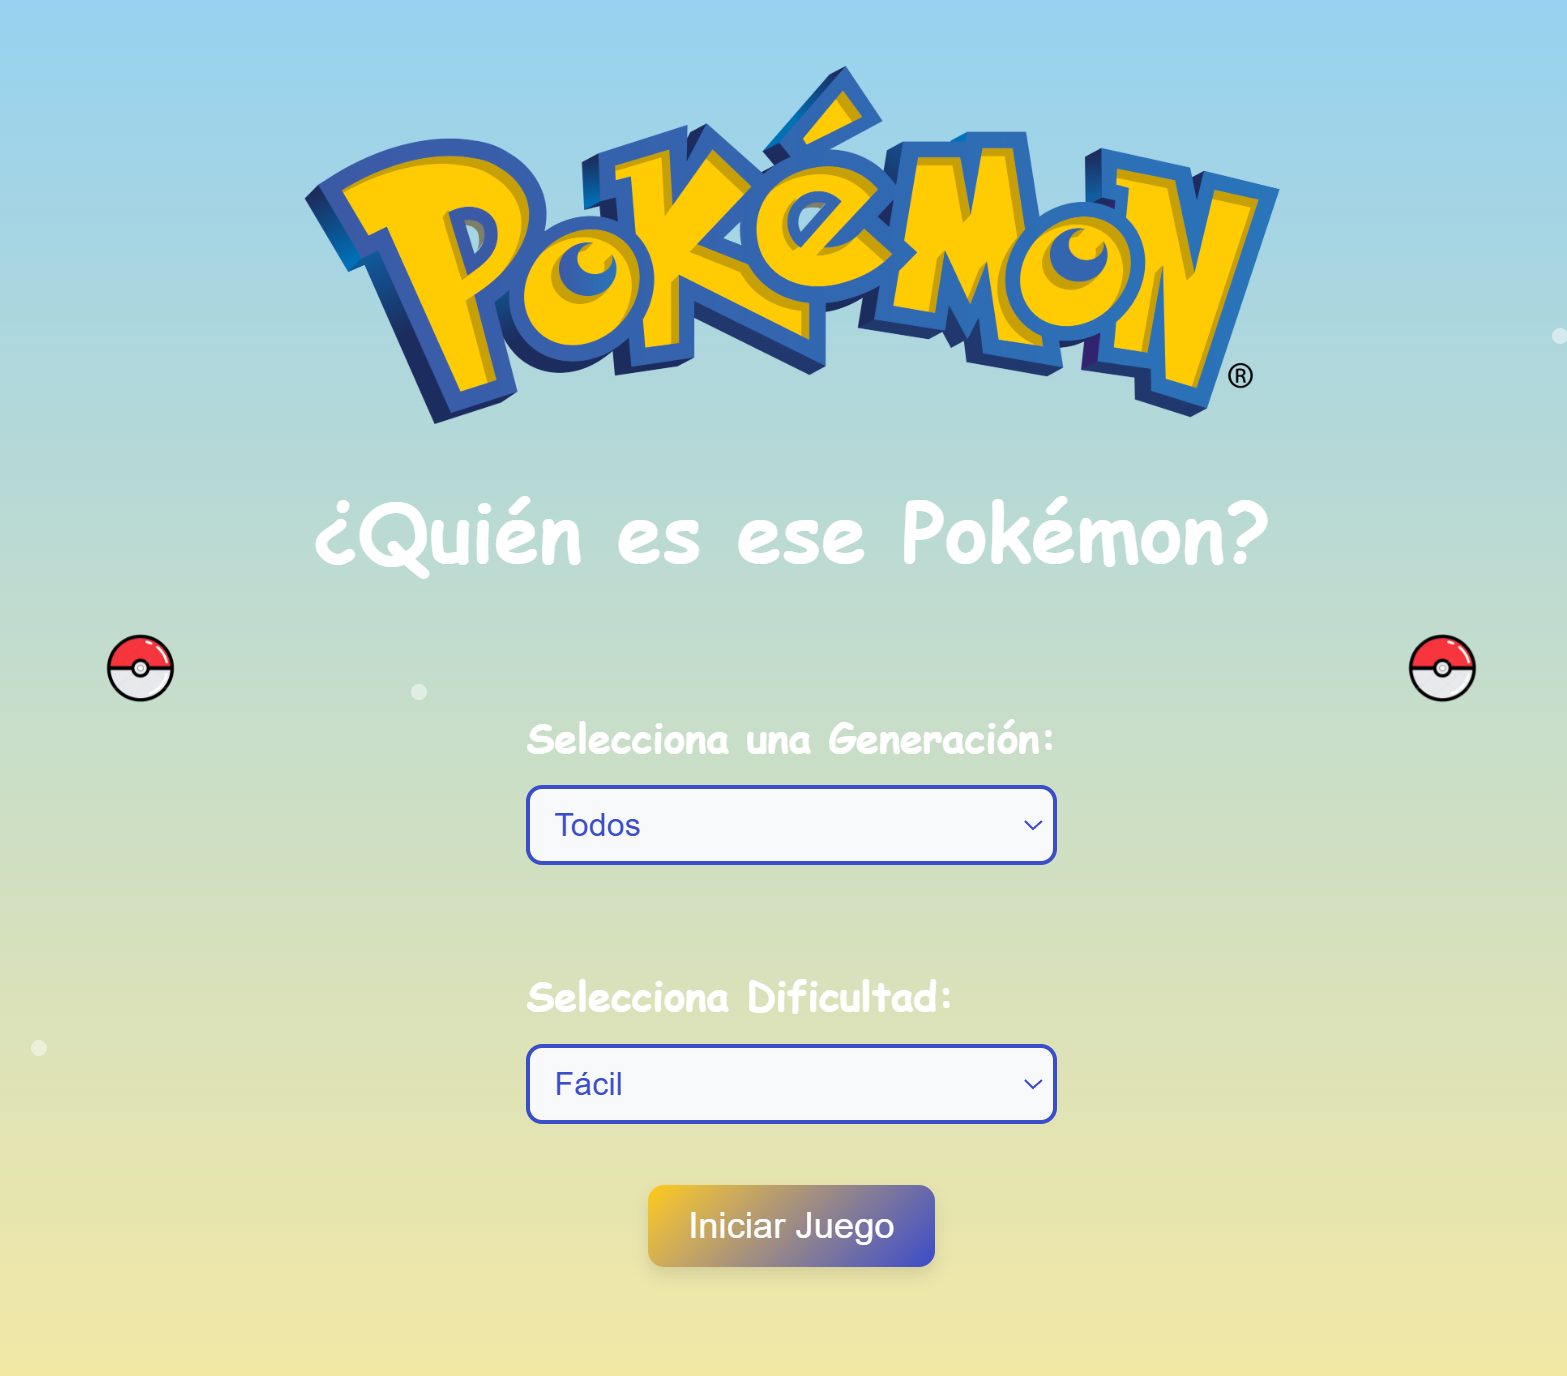 POKéMON ®
¿Quién es ese Pokémon?
Selecciona una Generación:
Todos
Selecciona Dificultad:
Fácil
Iniciar Juego